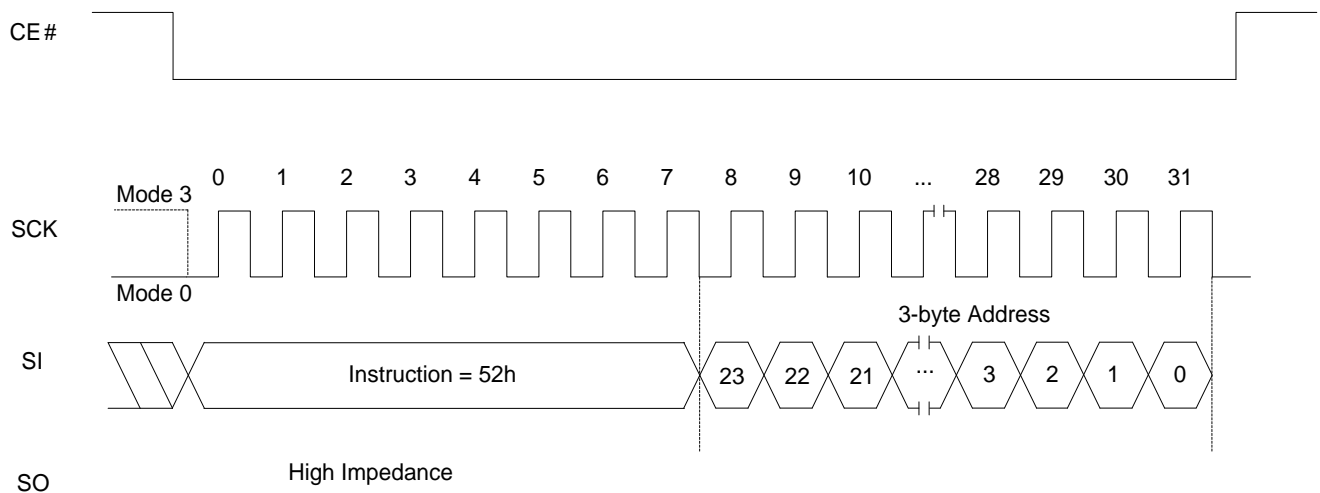 CE#
0 1 2 3 4 5 6 7 8 9 10 ... 28 29 30 31
Mode 3
SCK
Mode 0
3-byte Address
SI
Instruction = 52h
23 22 21 ... 3 2 1 0
High Impedance
SO